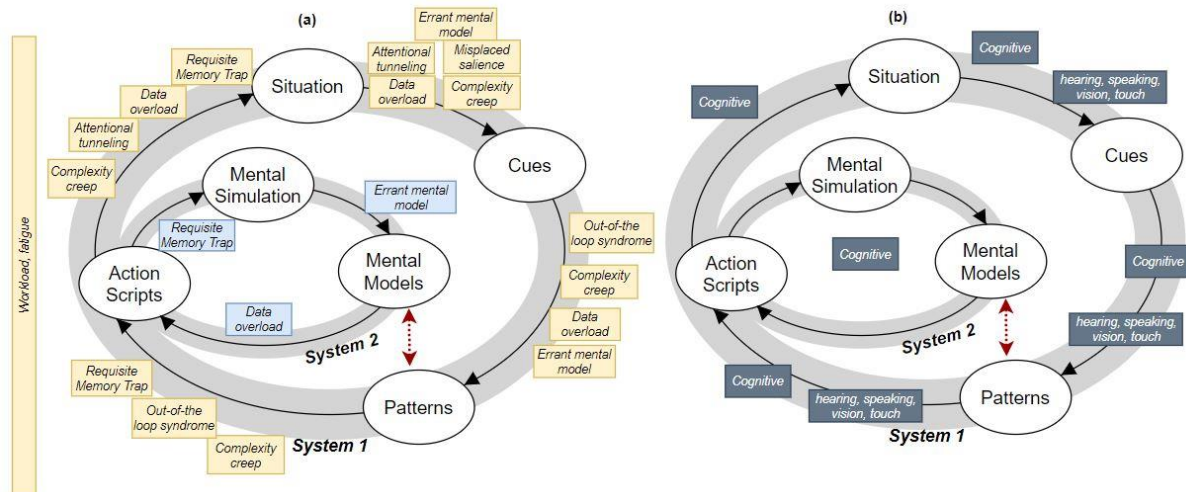 (a)
Workload, fatigue
Errant mental
model
Requisite
Memory Trap
Attentional
tunneling
Misplaced
salience
Data
overload
Situation
Data
overload
Complexity
creep
Attentional
tunneling
Complexity
creep
Cues
Mental
Simulation
Errant mental
model
Requisite
Memory Trap
Out-of-the
loop syndrome
Action
Scripts
Mental
Models
Complexity
creep
Data
overload
Data
overload
System 2
Errant mental
model
Requisite
Memory Trap
Out-of-the
loop syndrome
Patterns
Complexity
creep
System 1
(b)
Cognitive
Situation
Cognitive
hearing, speaking,
vision, touch
Cues
Mental
Simulation
Cognitive
Action
Scripts
Mental
Models
Cognitive
System 2
hearing, speaking,
vision, touch
Cognitive
hearing, speaking,
vision, touch
Patterns
System 1